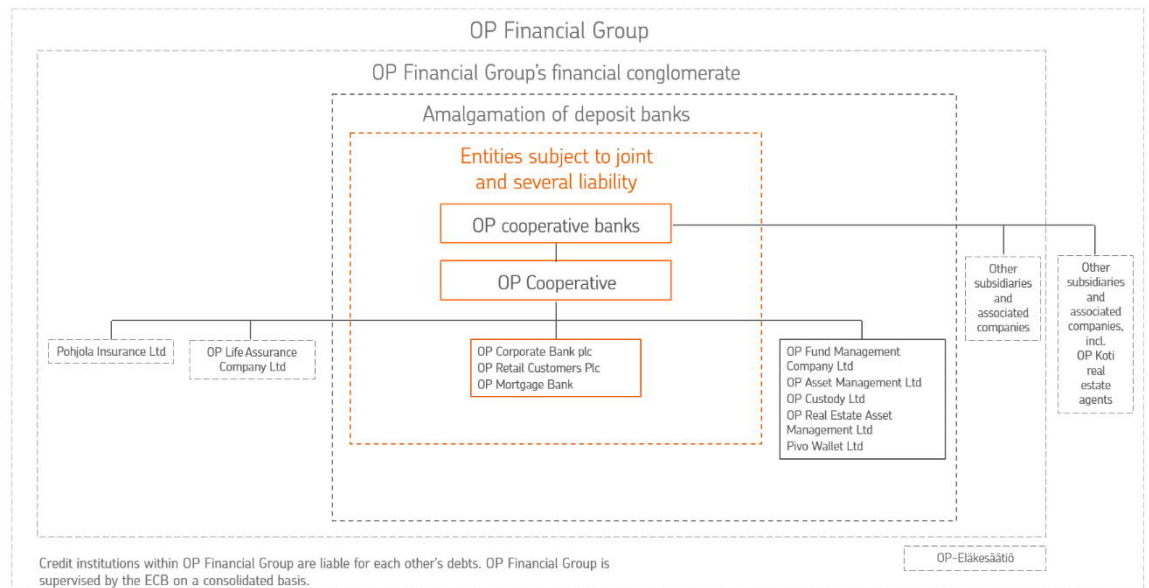 OP Financial Group
OP Financial Group's financial conglomerate
Amalgamation of deposit banks
Entities subject to joint
and several liability
OP cooperative banks
OP Cooperative
Pohjola Insurance Ltd
OP Life Assurance
Company Ltd
OP Corporate Bank plc
OP Retail Customers Plc
OP Mortgage Bank
OP Fund Management
Company Ltd
OP Asset Management Ltd
OP Custody Ltd
OP Real Estate Asset
Management Ltd
Pivo Wallet Ltd
Other
subsidiaries
and
associated
companies
Other
subsidiaries
and
associated
companies,
incl.
OP Koti
real
estate
agents
OP-Eläkesäätiö
Credit institutions within OP Financial Group are liable for each other's debts. OP Financial Group is
supervised by the ECB on a consolidated basis.